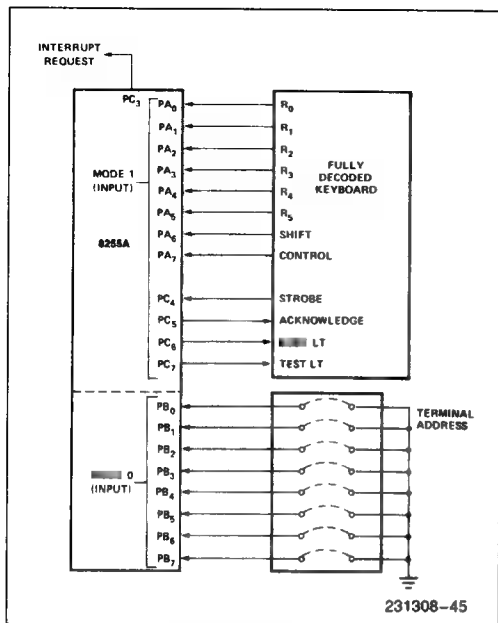 INTERRUPT
REQUEST
PC3
PA0 R0
PA1 R1
PA2 R2
PA3 R3
PA4 R4
PA5 R5
PA6 SHIFT
PA7 CONTROL
MODE 1
(INPUT)
8255A
FULLY
DECODED
KEYBOARD
PC4 STROBE
PC5 ACKNOWLEDGE
PC6 LT
PC7 TEST LT
PB0
PB1
PB2
PB3
PB4
PB5
PB6
PB7
0
(INPUT)
TERMINAL
ADDRESS
231308-45